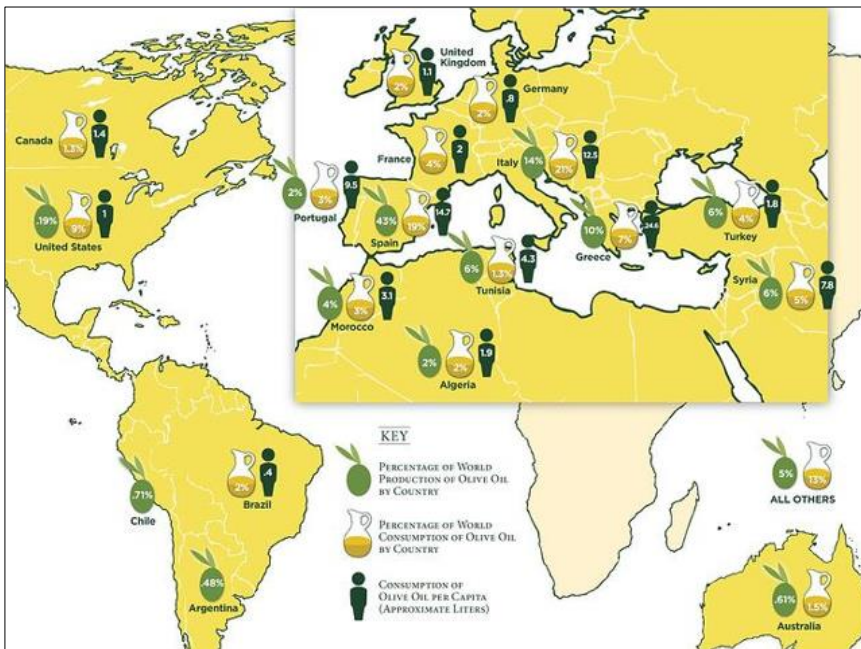 United
Kingdom
2%
1.1
Germany
2%
.8
Canada
1.3%
1.4
France
4%
2
Italy
14%
21%
12.5
.19%
9%
1
United States
2%
3%
9.5
Portugal
43%
19%
14.7
Spain
10%
7%
24.6
Greece
6%
4%
1.8
Turkey
6%
1.3%
4.3
Tunisia
Syria
6%
5%
7.8
4%
3%
3.1
Morocco
2%
2%
1.9
Algeria
KEY
PERCENTAGE OF WORLD
PRODUCTION OF OLIVE OIL
BY COUNTRY
PERCENTAGE OF WORLD
CONSUMPTION OF OLIVE OIL
BY COUNTRY
CONSUMPTION OF
OLIVE OIL PER CAPITA
(APPROXIMATE LITERS)
2%
.4
Brazil
.71%
Chile
.48%
Argentina
5%
13%
ALL OTHERS
.61%
1.5%
Australia